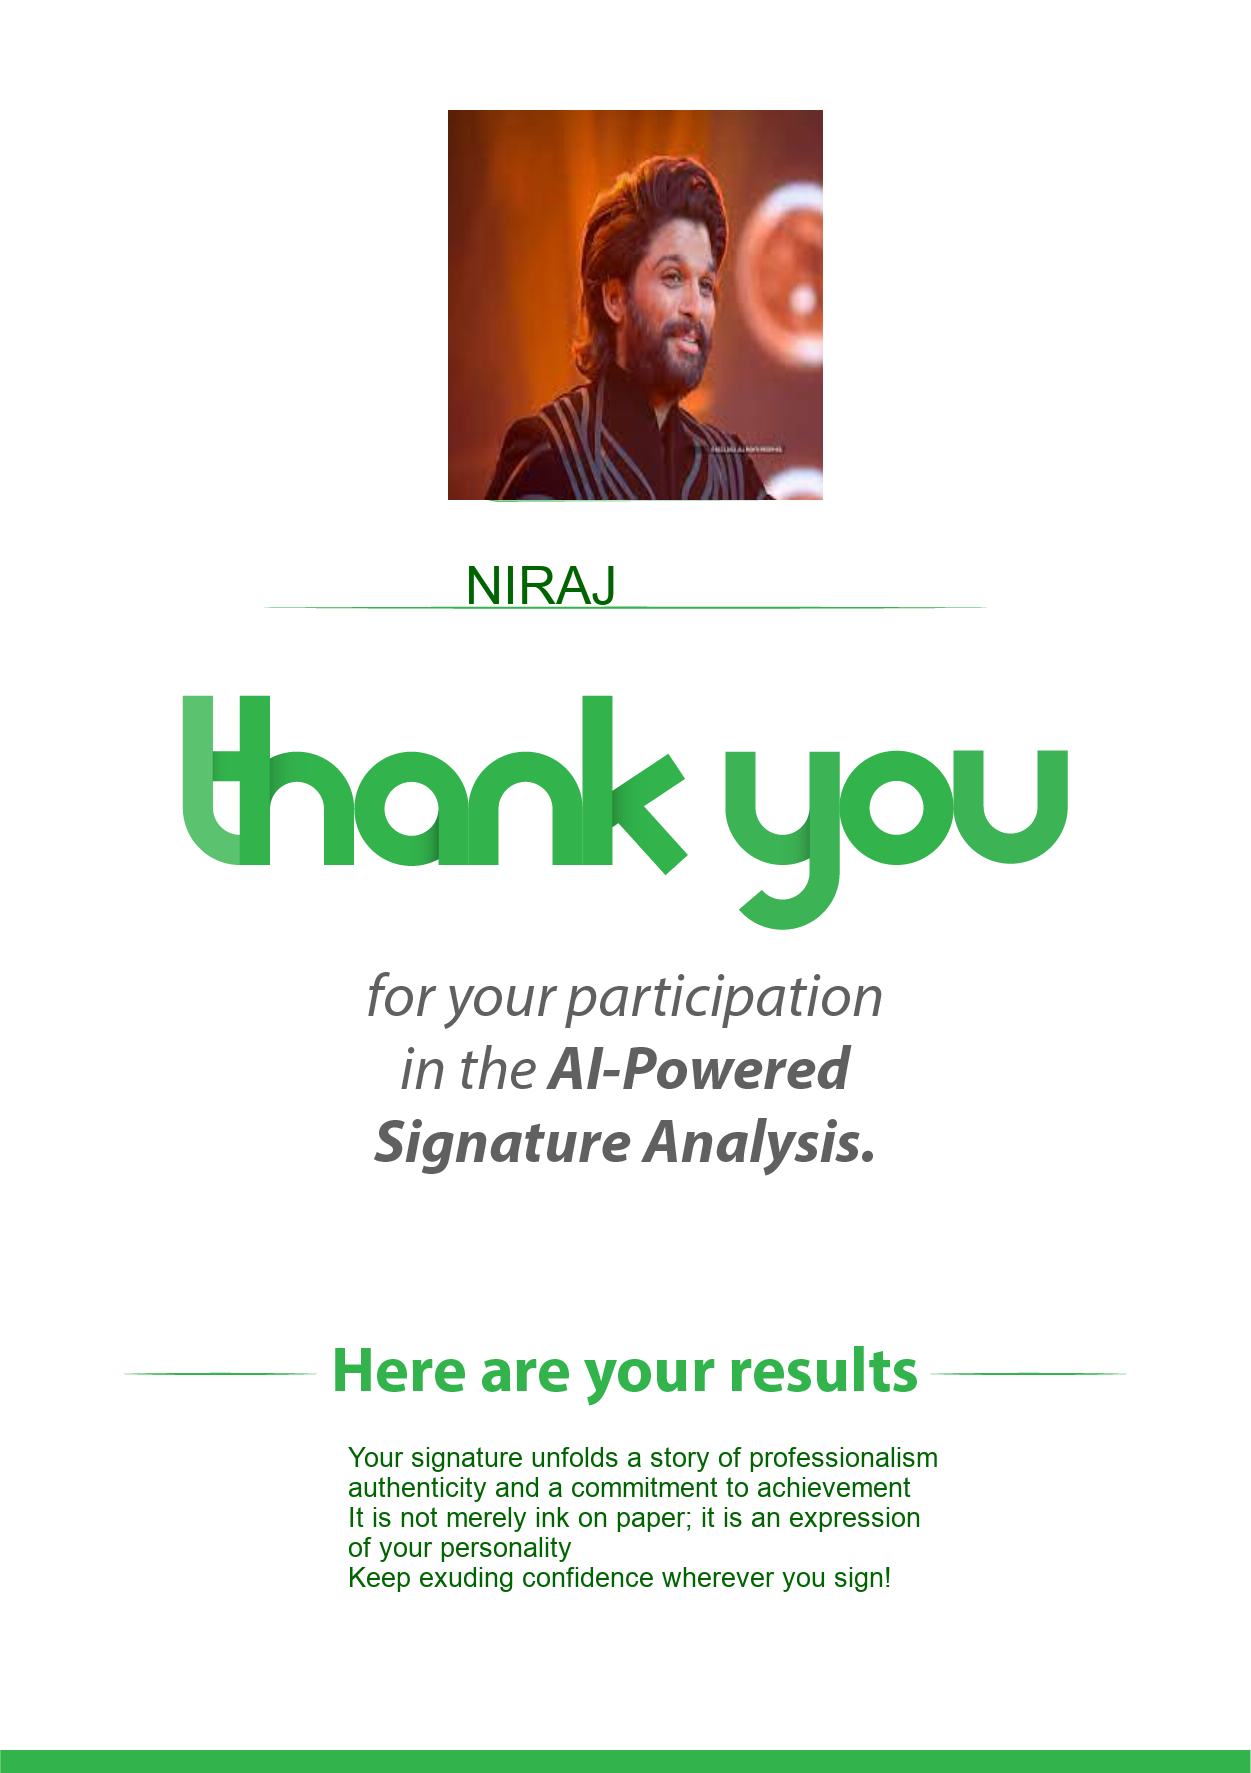 NIRAJ
thank you
for your participation
in the AI-Powered
Signature Analysis.
Here are your results
Your signature unfolds a story of professionalism
authenticity and a commitment to achievement
It is not merely ink on paper; it is an expression
of your personality
Keep exuding confidence wherever you sign!